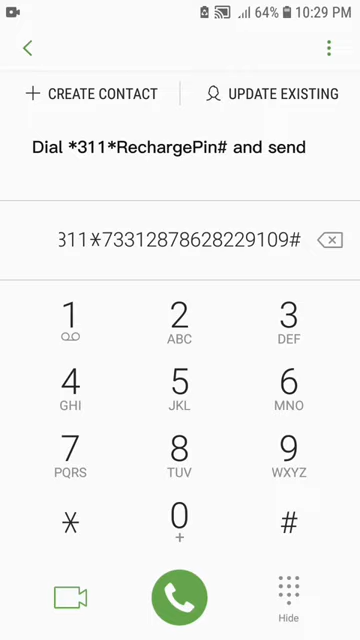 64% 10:29 PM
CREATE CONTACT UPDATE EXISTING
Dial *311*RechargePin# and send
311*73312878628229109#
1 2 3
ABC DEF
4 5 6
GHI JKL MNO
7 8 9
PQRS TUV WXYZ
* 0 #
+
Hide